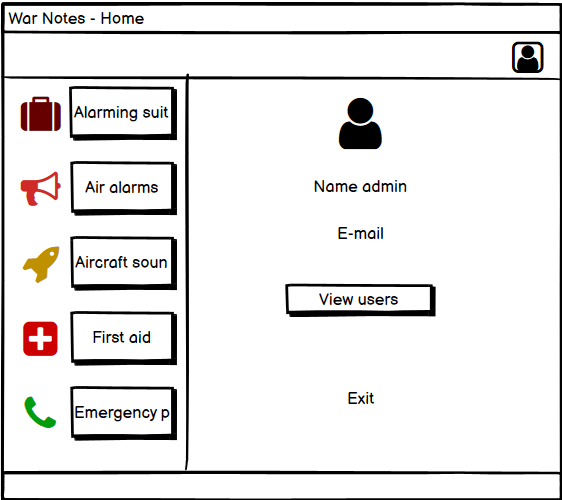 War Notes - Home
Alarming suit
Air alarms
Aircraft soun
First aid
Emergency p
Name admin
E-mail
View users
Exit